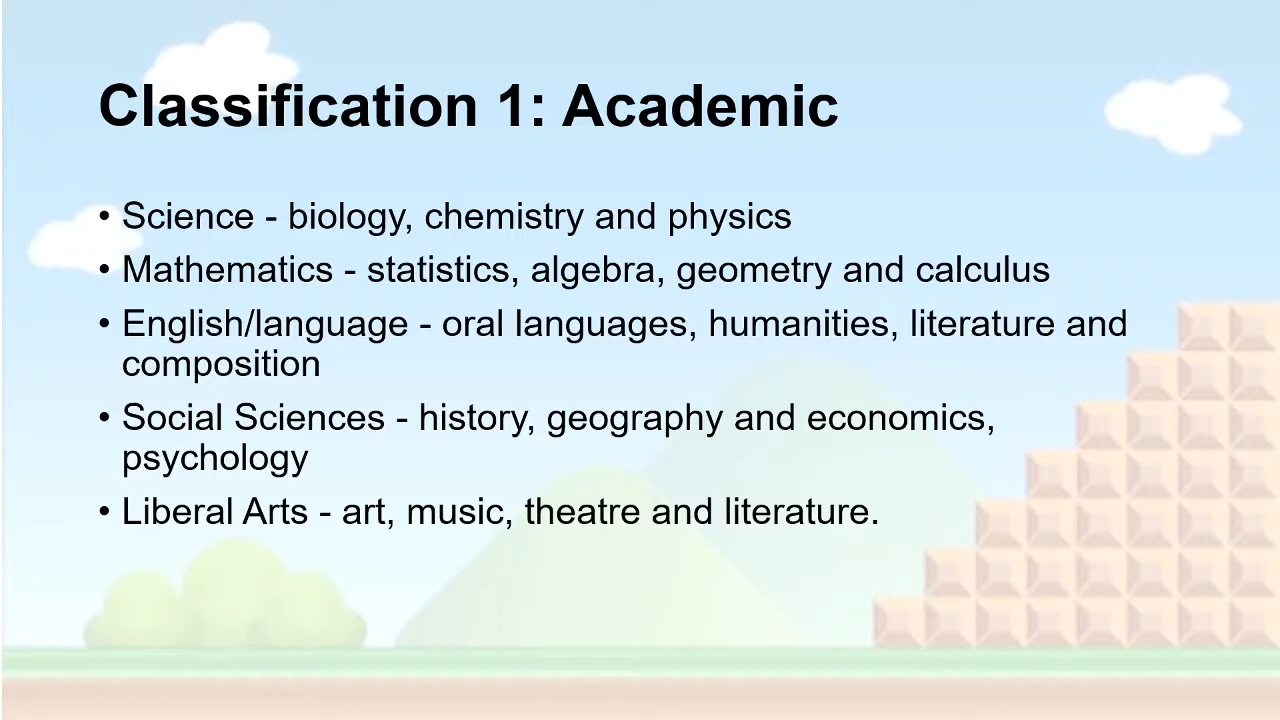 Classification 1: Academic
• Science - biology, chemistry and physics
• Mathematics - statistics, algebra, geometry and calculus
• English/language - oral languages, humanities, literature and
composition
• Social Sciences - history, geography and economics,
psychology
• Liberal Arts - art, music, theatre and literature.